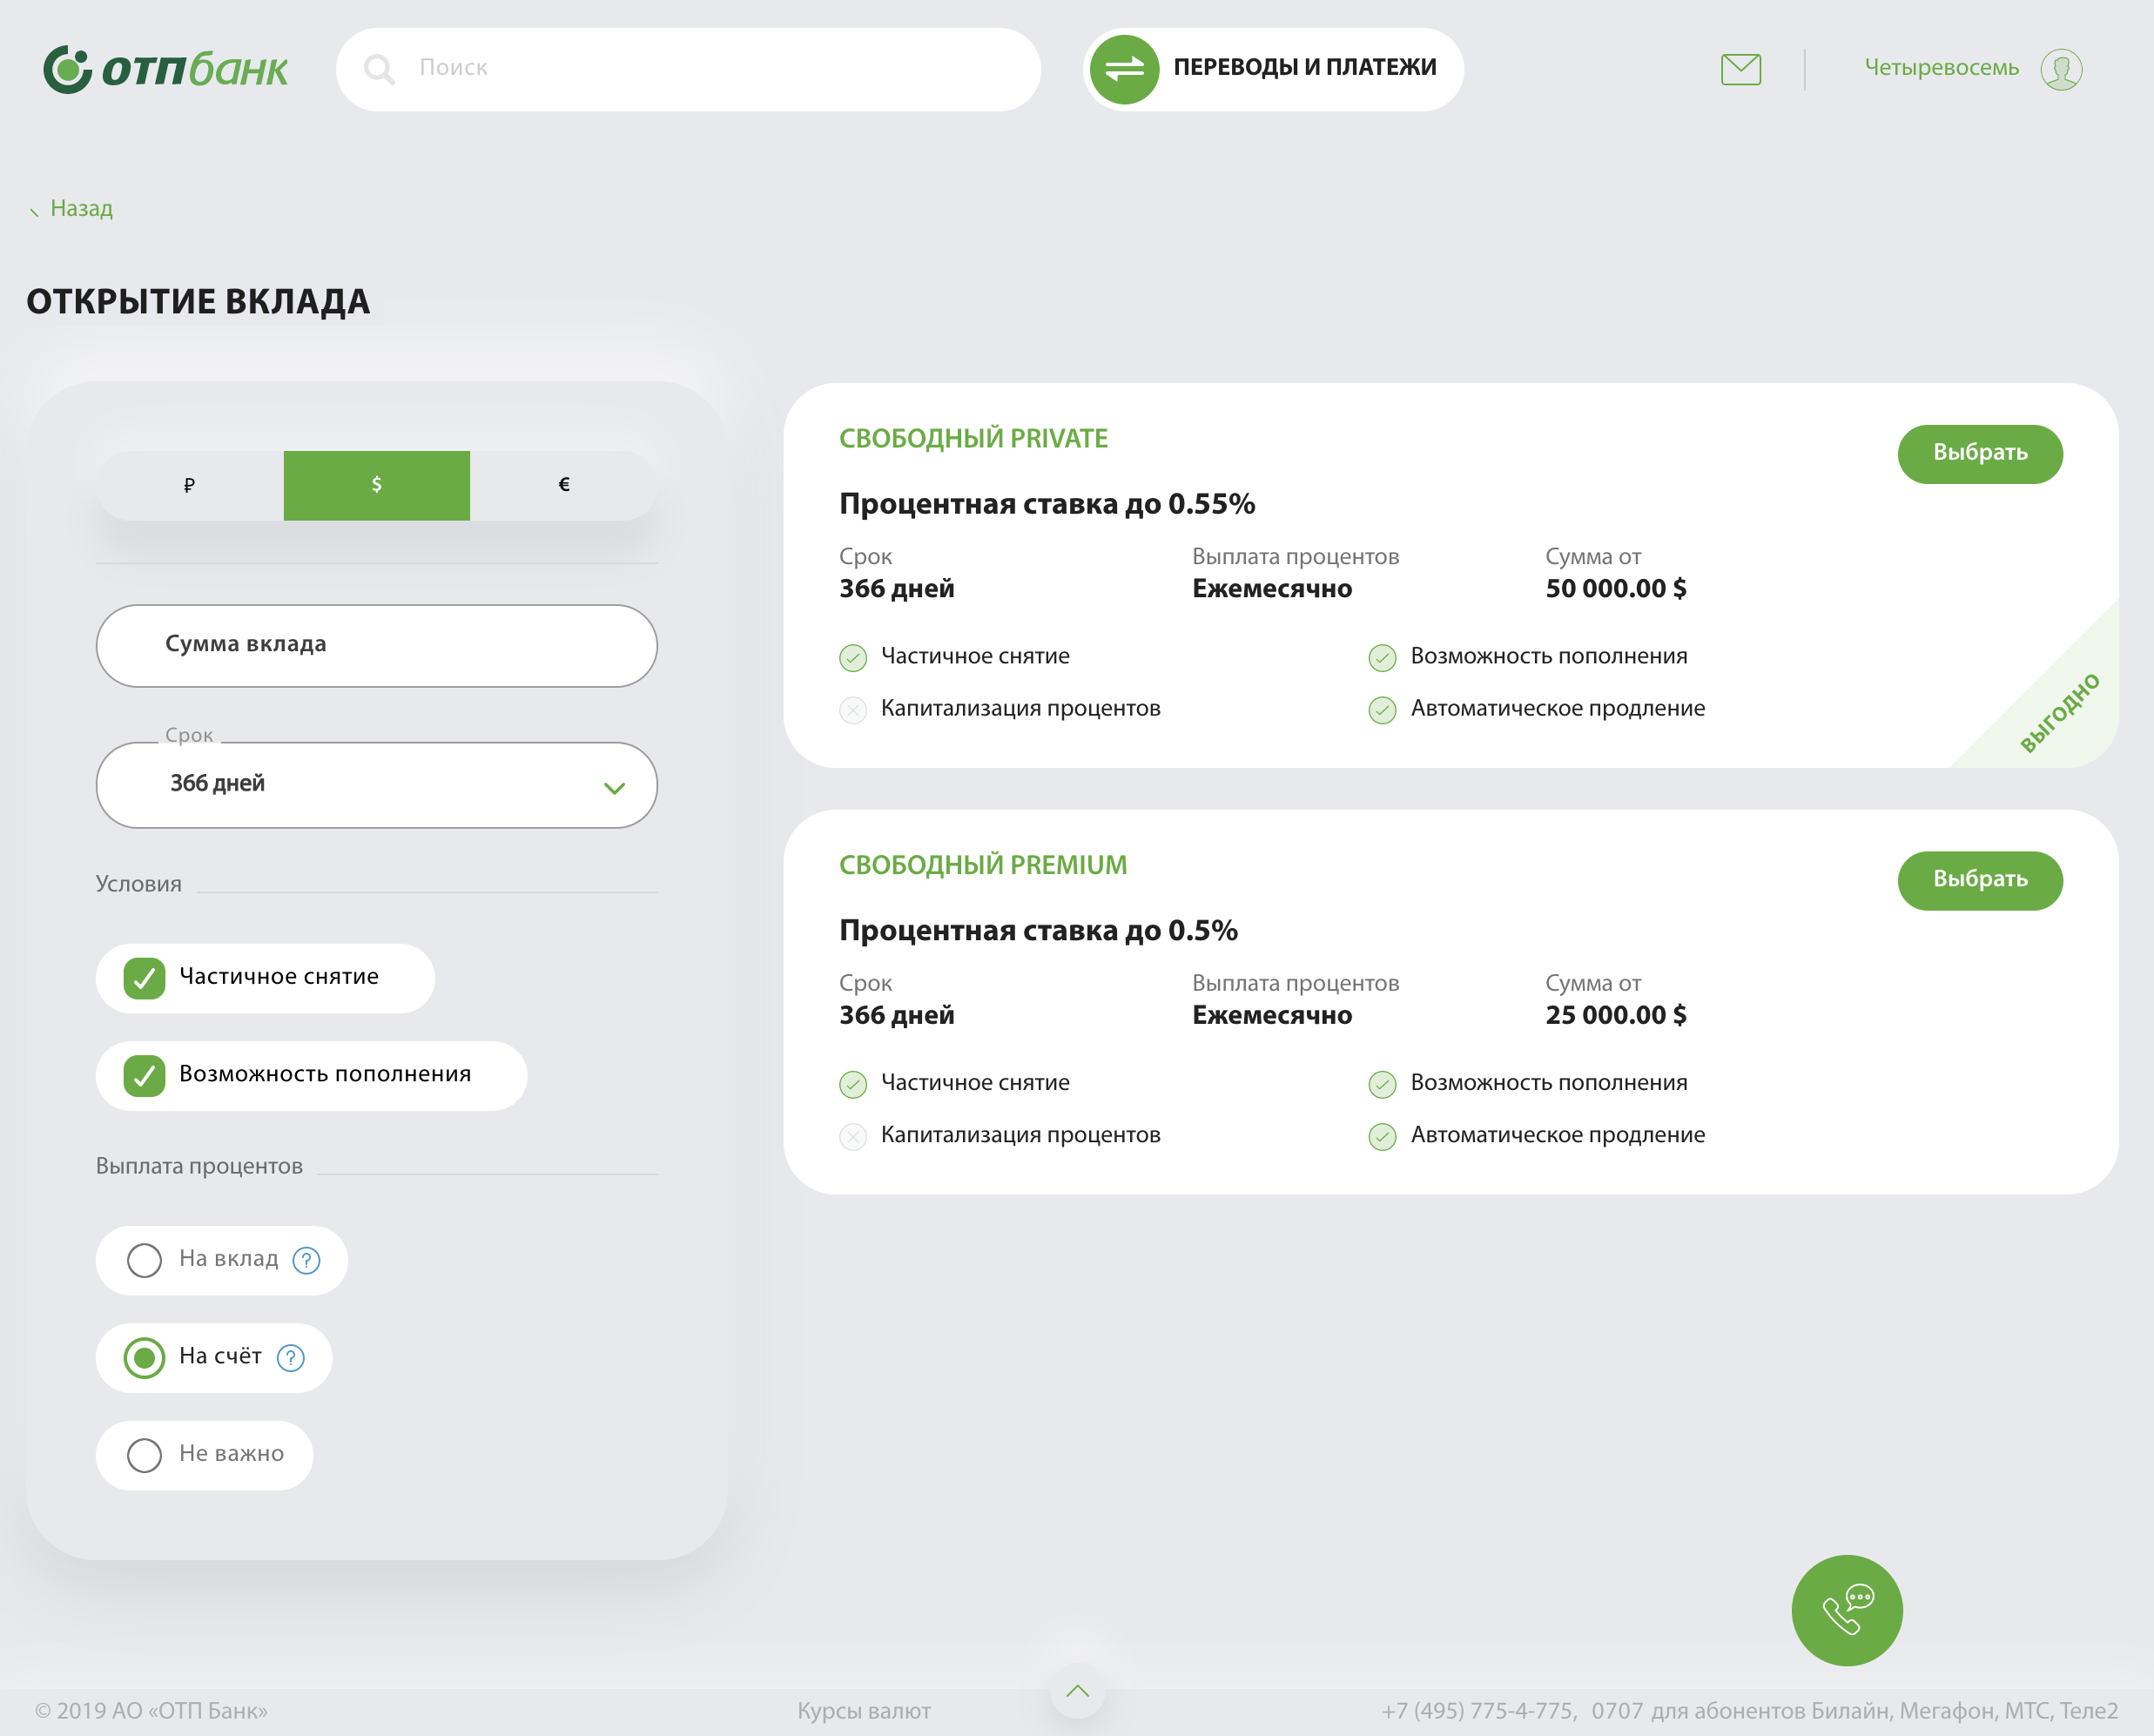 ОТПбанк
Поиск
ПЕРЕВОДЫ И ПЛАТЕЖИ
Четыревосемь
Назад
ОТКРЫТИЕ ВКЛАДА
₽ $ €
Сумма вклада
Срок
366 дней
Условия
Частичное снятие
Возможность пополнения
Выплата процентов
На вклад ?
На счёт ?
Не важно
СВОБОДНЫЙ PRIVATE
Выбрать
Процентная ставка до 0.55%
Срок Выплата процентов Сумма от
366 дней Ежемесячно 50 000.00 $
Частичное снятие Возможность пополнения
Капитализация процентов Автоматическое продление
ВЫГОДНО
СВОБОДНЫЙ PREMIUM
Выбрать
Процентная ставка до 0.5%
Срок Выплата процентов Сумма от
366 дней Ежемесячно 25 000.00 $
Частичное снятие Возможность пополнения
Капитализация процентов Автоматическое продление
© 2019 АО «ОТП Банк» Курсы валют +7 (495) 775-4-775, 0707 для абонентов Билайн, Мегафон, МТС, Теле2